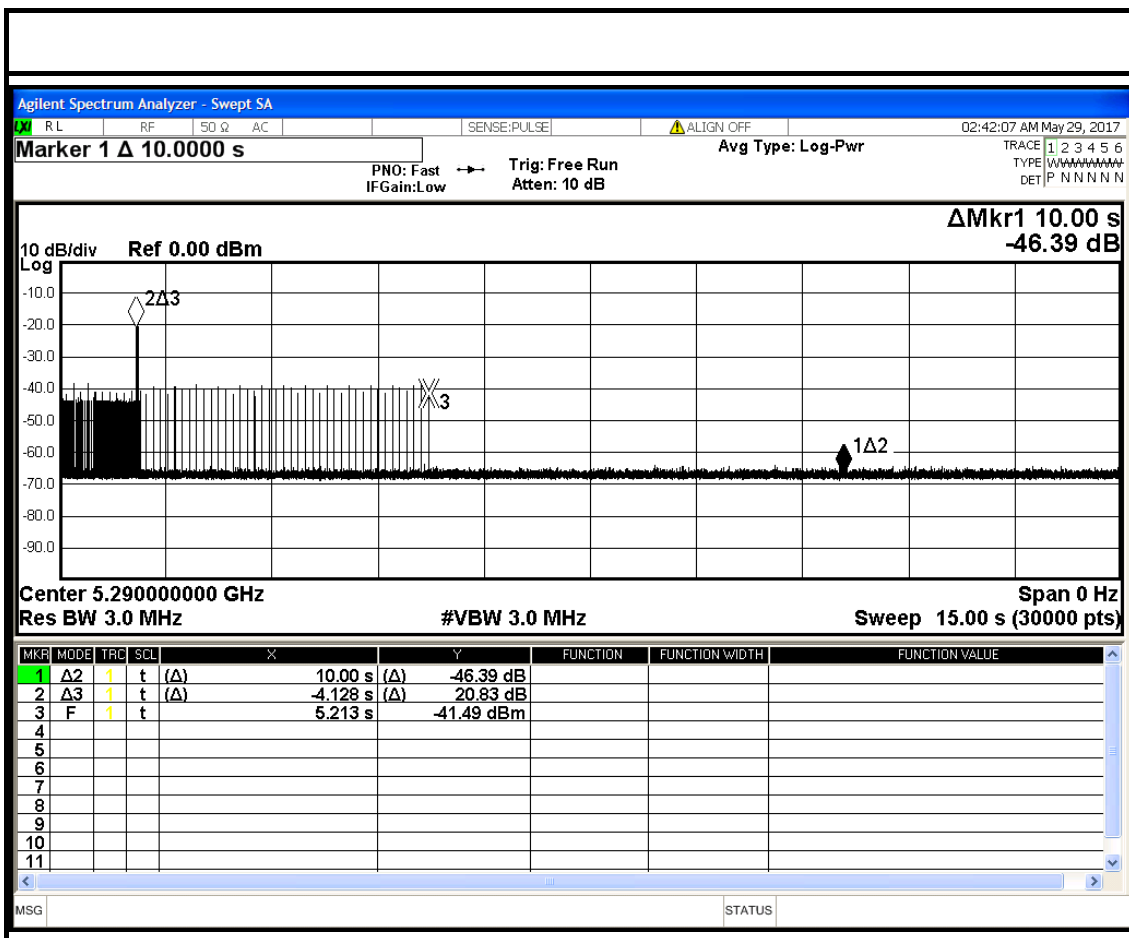 Agilent Spectrum Analyzer - Swept SA
LXI RL RF 50 Ω AC SENSE:PULSE ALIGN OFF 02:42:07 AM May 29, 2017
Marker 1 Δ 10.0000 s
PNO: Fast
IFGain:Low
Trig: Free Run
Atten: 10 dB
Avg Type: Log-Pwr
TRACE 1 2 3 4 5 6
TYPE
DET P N N N N N
ΔMkr1 10.00 s
-46.39 dB
10 dB/div Ref 0.00 dBm
Log
-10.0
-20.0
-30.0
-40.0
-50.0
-60.0
-70.0
-80.0
-90.0
2Δ3
3
1Δ2
Center 5.290000000 GHz Span 0 Hz
Res BW 3.0 MHz #VBW 3.0 MHz Sweep 15.00 s (30000 pts)
MKR MODE TRC SCL X Y FUNCTION FUNCTION WIDTH FUNCTION VALUE
1 Δ2 1 t (Δ) 10.00 s (Δ) -46.39 dB
2 Δ3 1 t (Δ) -4.128 s (Δ) 20.83 dB
3 F 1 t 5.213 s -41.49 dBm
4
5
6
7
8
9
10
11
MSG STATUS